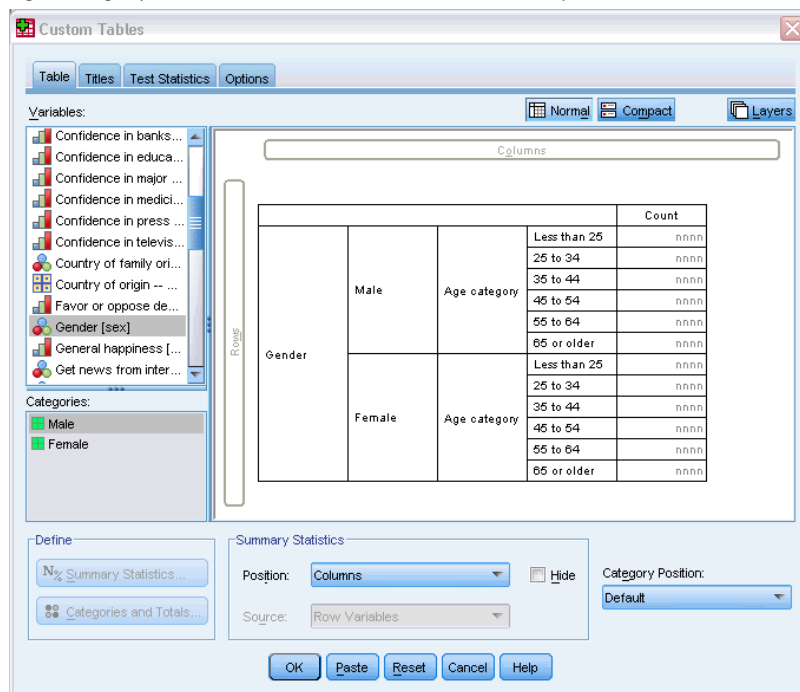 Custom Tables
Table Titles Test Statistics Options
Variables:
Normal Compact Layers
Confidence in banks...
Confidence in educa...
Confidence in major ...
Confidence in medici...
Confidence in press ...
Confidence in televis...
Country of family ori...
Country of origin -- ...
Favor or oppose de...
Gender [sex]
General happiness [...
Get news from inter...
Categories:
Male
Female
Columns
Rows
Count
Gender
Male
Age category
Less than 25 nnnn
25 to 34 nnnn
35 to 44 nnnn
45 to 54 nnnn
55 to 64 nnnn
65 or older nnnn
Female
Age category
Less than 25 nnnn
25 to 34 nnnn
35 to 44 nnnn
45 to 54 nnnn
55 to 64 nnnn
65 or older nnnn
Define
N% Summary Statistics...
Categories and Totals...
Summary Statistics
Position: Columns Hide
Source: Row Variables
Category Position:
Default
OK Paste Reset Cancel Help